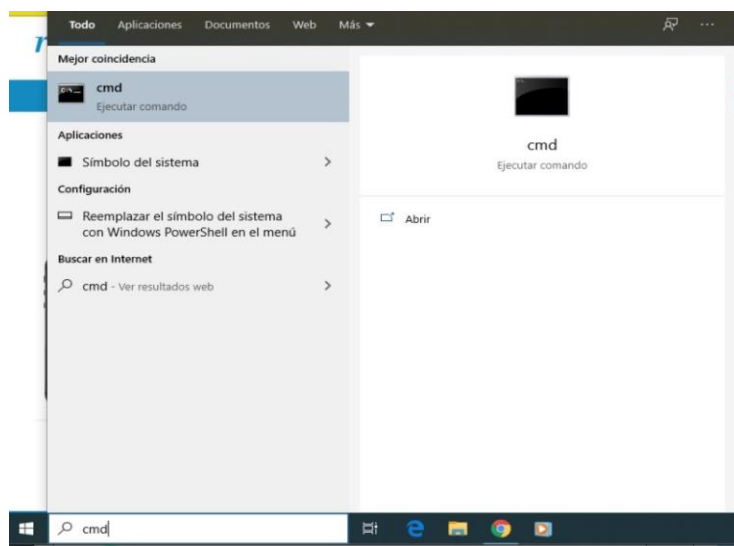 Todo Aplicaciones Documentos Web Más
Mejor coincidencia
cmd
Ejecutar comando
Aplicaciones
Símbolo del sistema
Configuración
Reemplazar el símbolo del sistema
con Windows PowerShell en el menú
Buscar en Internet
cmd - Ver resultados web
cmd
Ejecutar comando
Abrir
cmd